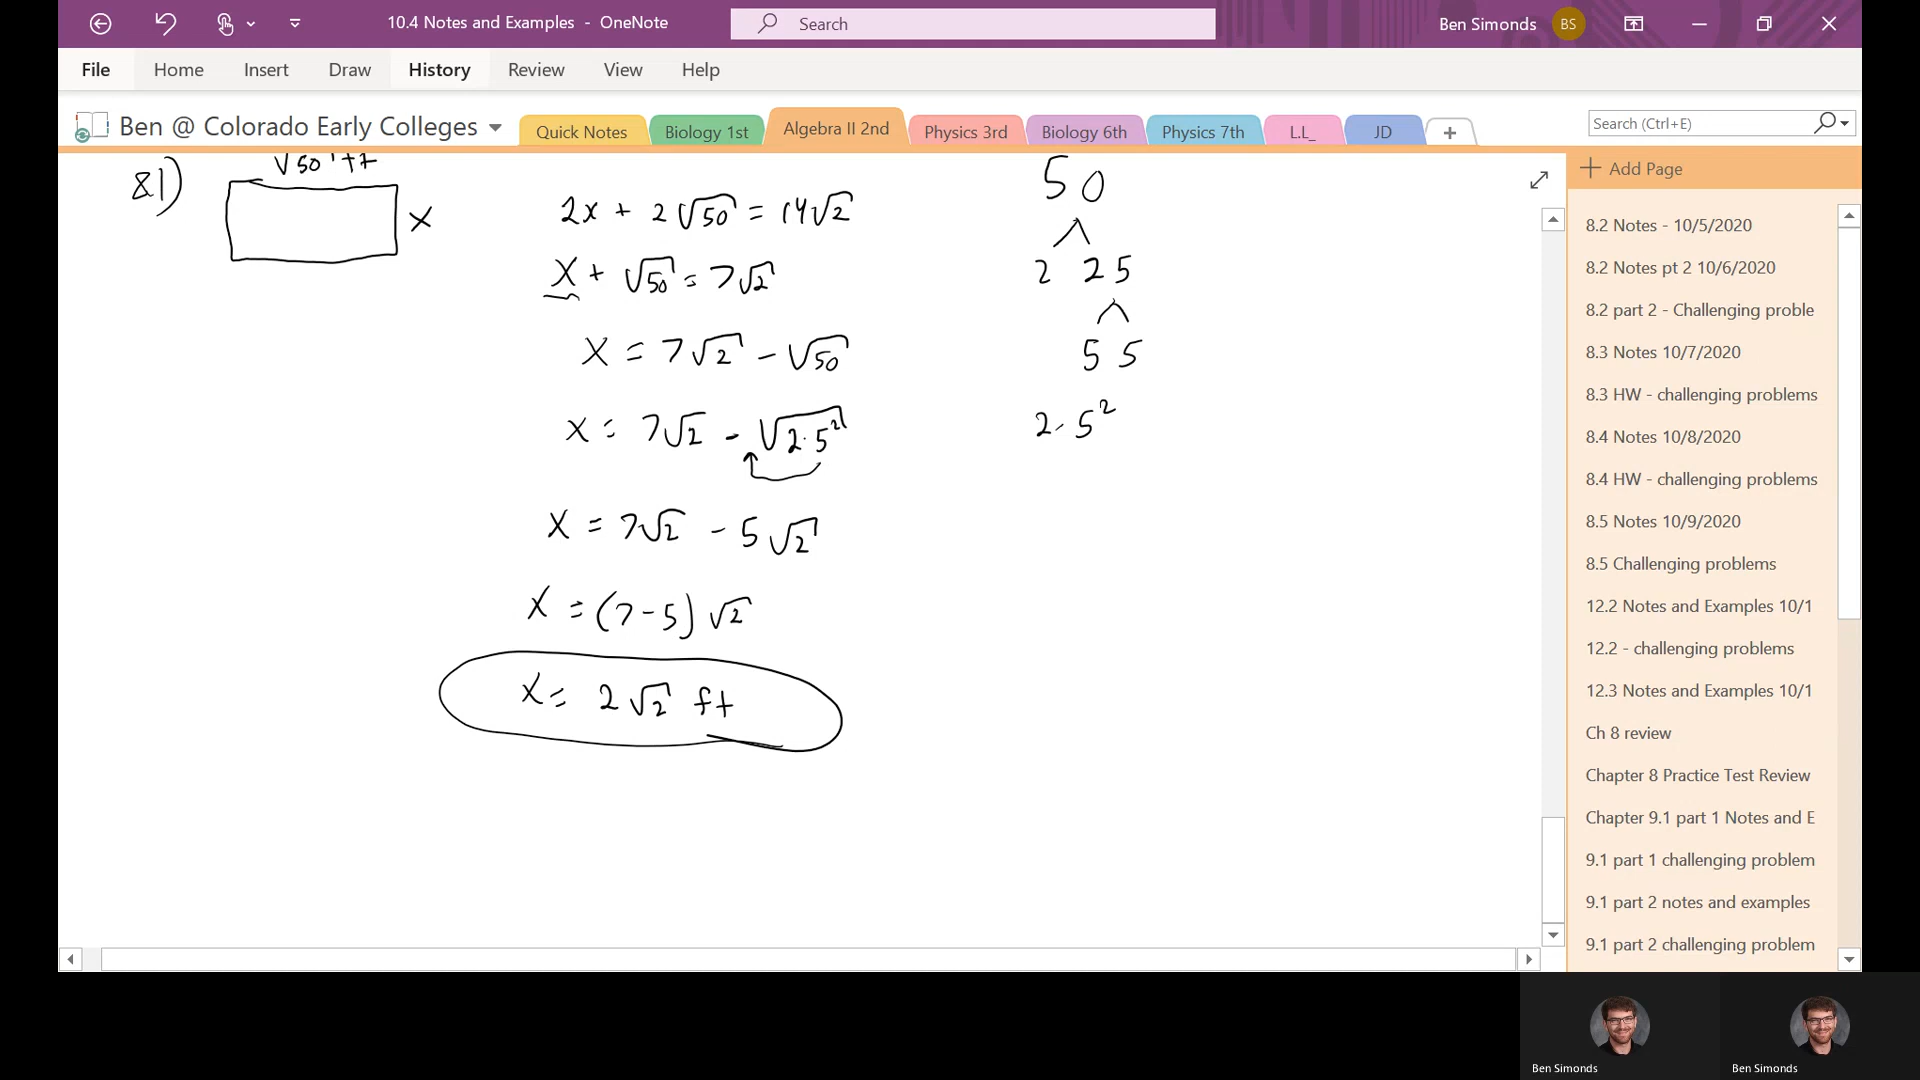 10.4 Notes and Examples - OneNote
Search
Ben Simonds BS
File Home Insert Draw History Review View Help
Ben @ Colorado Early Colleges
Quick Notes Biology 1st Algebra II 2nd Physics 3rd Biology 6th Physics 7th L.L_ JD +
Search (Ctrl+E)
81)
√50 ft
x
2x + 2√50 = 14√2
x + √50 = 7√2
x = 7√2 - √50
x = 7√2 - √2·5²
x = 7√2 - 5√2
x = (7-5)√2
x = 2√2 ft
50
2 25
5 5
2·5²
Add Page
8.2 Notes - 10/5/2020
8.2 Notes pt 2 10/6/2020
8.2 part 2 - Challenging proble
8.3 Notes 10/7/2020
8.3 HW - challenging problems
8.4 Notes 10/8/2020
8.4 HW - challenging problems
8.5 Notes 10/9/2020
8.5 Challenging problems
12.2 Notes and Examples 10/1
12.2 - challenging problems
12.3 Notes and Examples 10/1
Ch 8 review
Chapter 8 Practice Test Review
Chapter 9.1 part 1 Notes and E
9.1 part 1 challenging problem
9.1 part 2 notes and examples
9.1 part 2 challenging problem
Ben Simonds
Ben Simonds